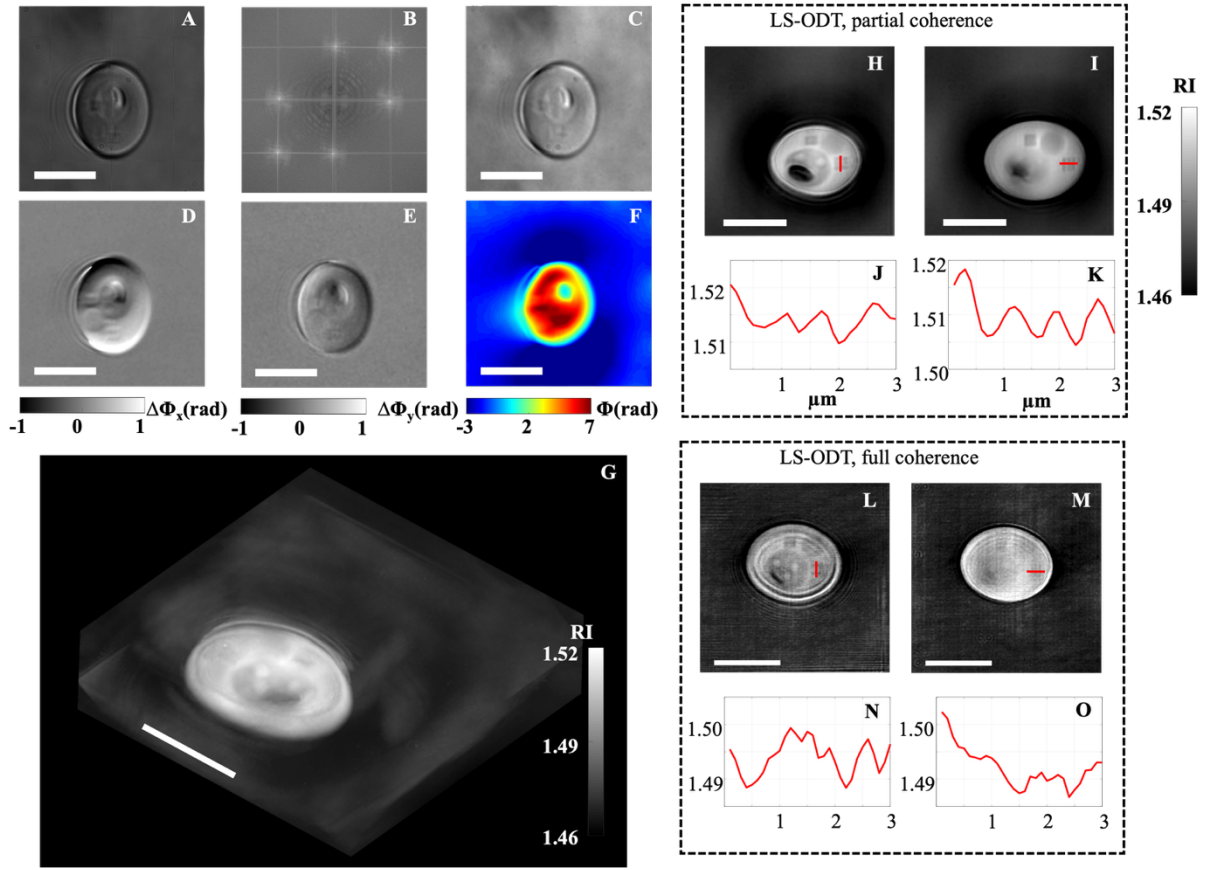 A
B
C
D
E
F
-1 0 1 ΔΦx(rad)
-1 0 1 ΔΦy(rad)
-3 2 7 Φ(rad)
G
RI
1.52
1.49
1.46
LS-ODT, partial coherence
H
I
RI
1.52
1.49
1.46
J
1.52
1.51
1 2 3
µm
K
1.52
1.51
1.50
1 2 3
µm
LS-ODT, full coherence
L
M
N
1.50
1.49
1 2 3
O
1.50
1.49
1 2 3